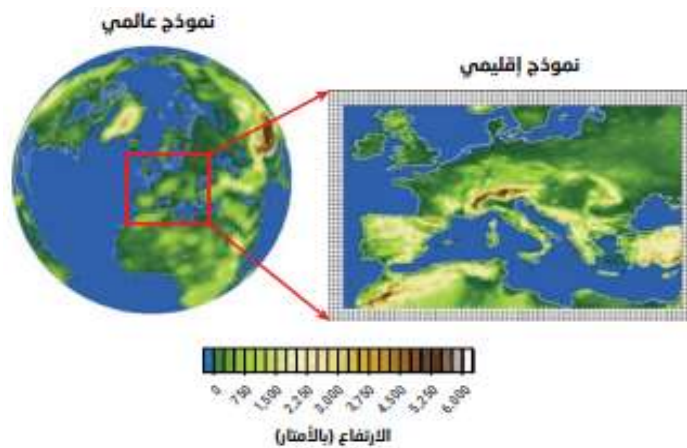 نموذج عالمي
نموذج إقليمي
0 750 1,500 2,250 3,000 3,750 4,500 5,250 6,000
الارتفاع (بالأمتار)